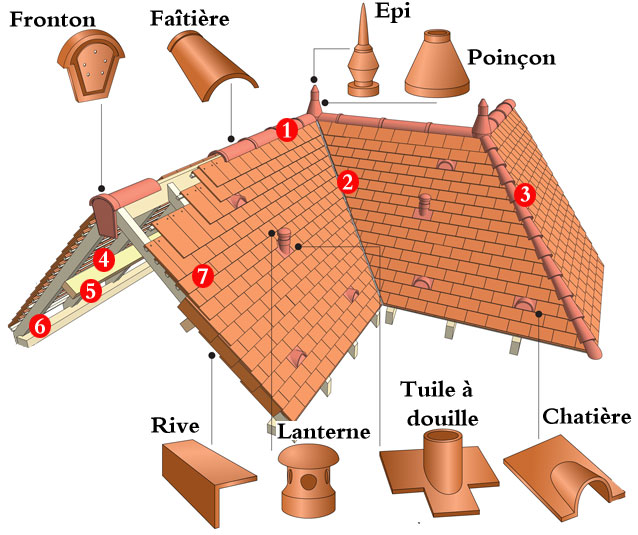 Fronton
Faîtière
Epi
Poinçon
1
2
3
4
5
6
7
Rive
Lanterne
Tuile à
douille
Chatière